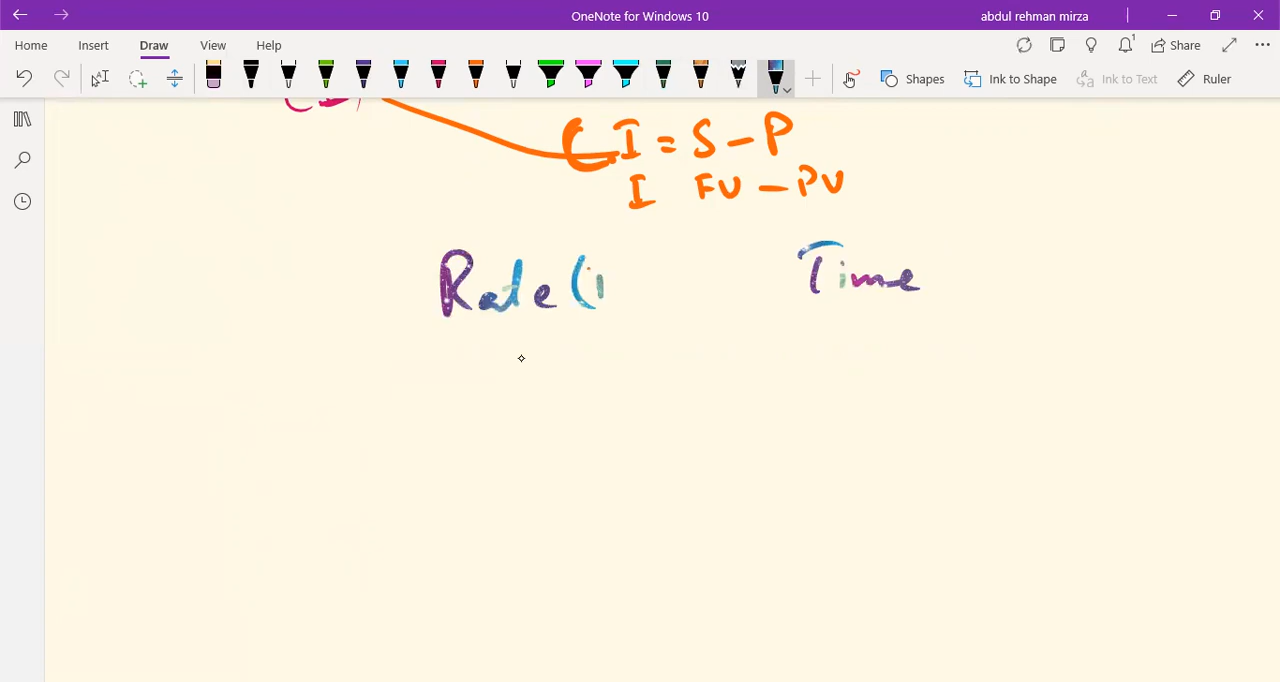 OneNote for Windows 10
abdul rehman mirza
Home Insert Draw View Help
Share
Shapes Ink to Shape Ink to Text Ruler
I = S - P
I FV - PV
Rate (i Time